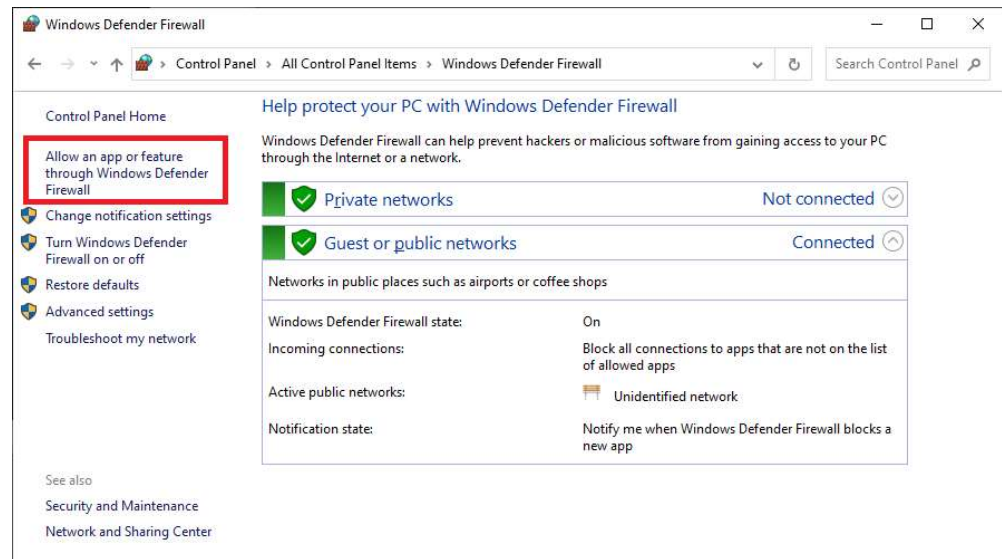 Windows Defender Firewall
Control Panel > All Control Panel Items > Windows Defender Firewall
Search Control Panel
Control Panel Home
Allow an app or feature
through Windows Defender
Firewall
Change notification settings
Turn Windows Defender
Firewall on or off
Restore defaults
Advanced settings
Troubleshoot my network
See also
Security and Maintenance
Network and Sharing Center
Help protect your PC with Windows Defender Firewall
Windows Defender Firewall can help prevent hackers or malicious software from gaining access to your PC
through the Internet or a network.
Private networks Not connected
Guest or public networks Connected
Networks in public places such as airports or coffee shops
Windows Defender Firewall state: On
Incoming connections: Block all connections to apps that are not on the list
of allowed apps
Active public networks: Unidentified network
Notification state: Notify me when Windows Defender Firewall blocks a
new app